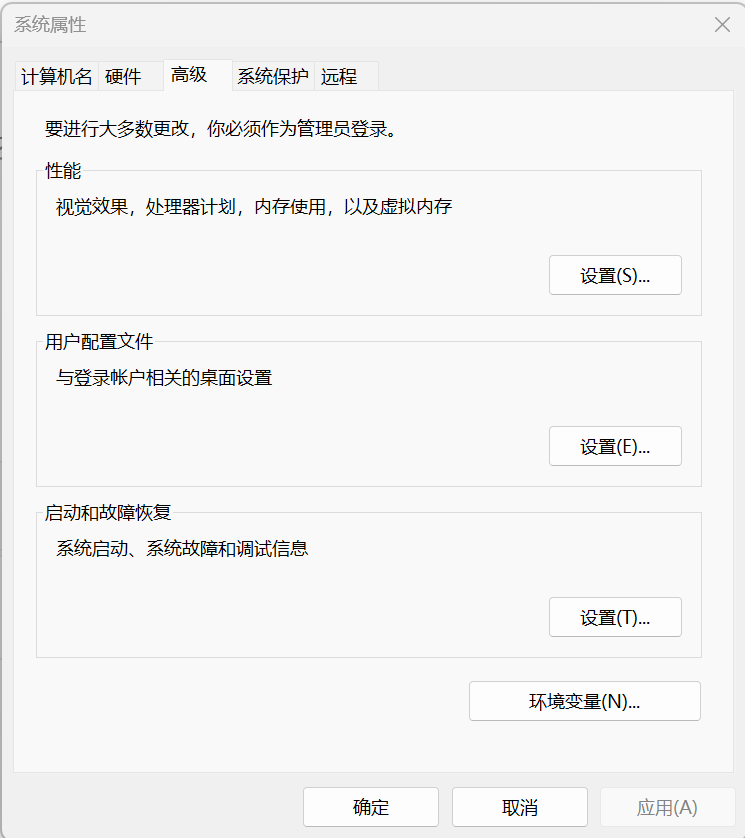 系统属性
计算机名 硬件 高级 系统保护 远程
要进行大多数更改，你必须作为管理员登录。
性能
视觉效果，处理器计划，内存使用，以及虚拟内存
设置(S)...
用户配置文件
与登录帐户相关的桌面设置
设置(E)...
启动和故障恢复
系统启动、系统故障和调试信息
设置(T)...
环境变量(N)...
确定 取消 应用(A)